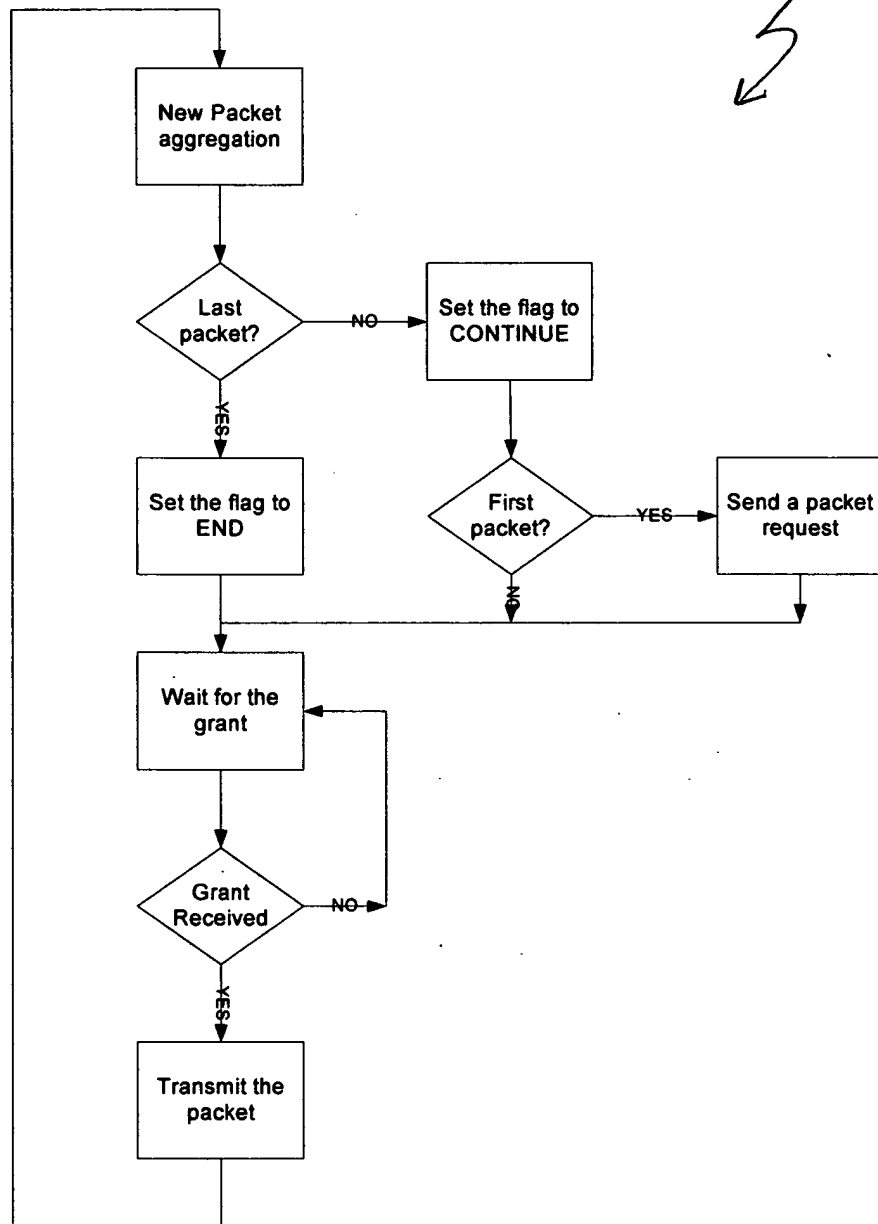 New Packet
aggregation
Last
packet?
NO
Set the flag to
CONTINUE
YES
Set the flag to
END
First
packet?
YES
Send a packet
request
NO
Wait for the
grant
Grant
Received
NO
YES
Transmit the
packet